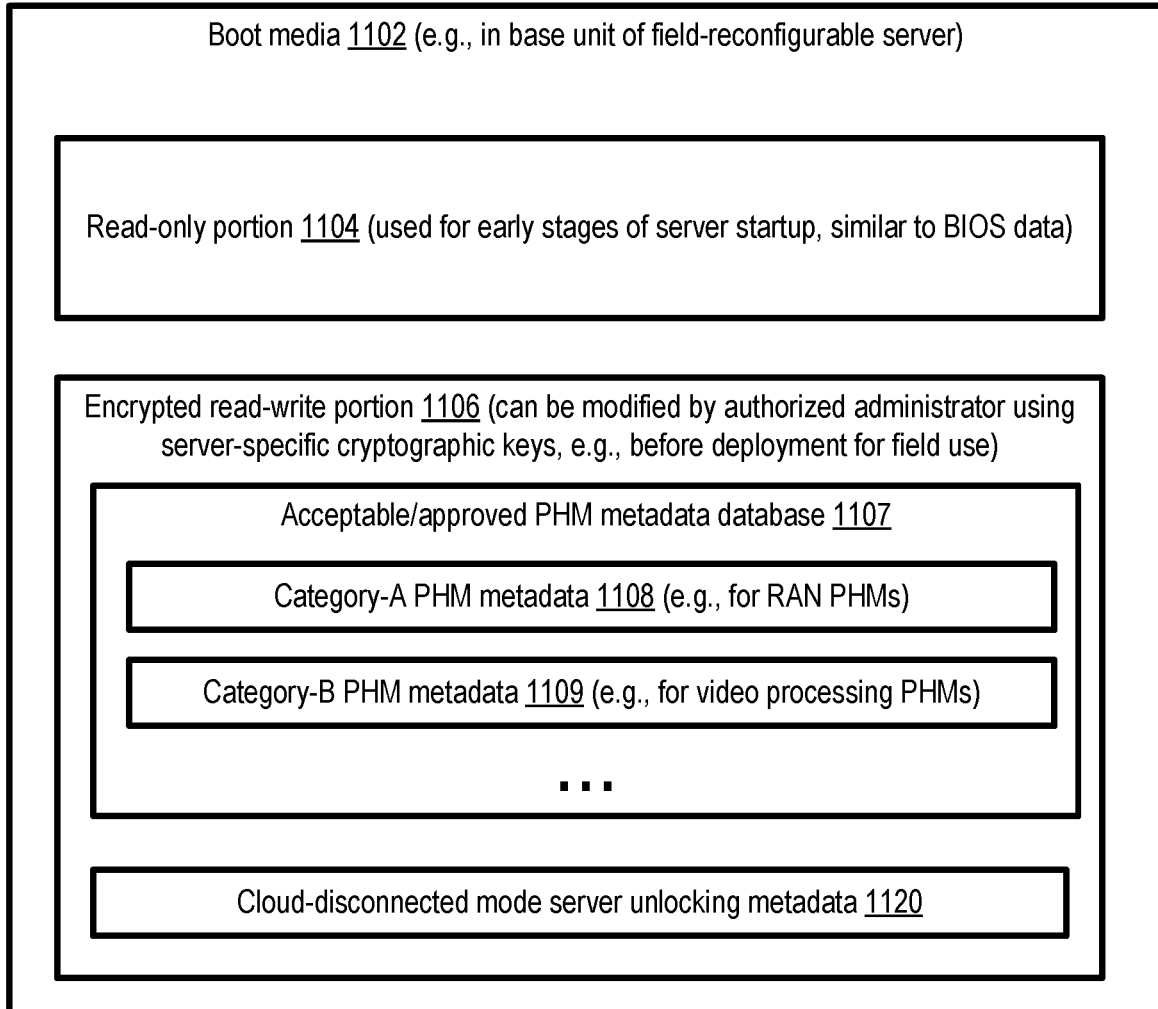 Boot media 1102 (e.g., in base unit of field-reconfigurable server)
Read-only portion 1104 (used for early stages of server startup, similar to BIOS data)
Encrypted read-write portion 1106 (can be modified by authorized administrator using
server-specific cryptographic keys, e.g., before deployment for field use)
Acceptable/approved PHM metadata database 1107
Category-A PHM metadata 1108 (e.g., for RAN PHMs)
Category-B PHM metadata 1109 (e.g., for video processing PHMs)
...
Cloud-disconnected mode server unlocking metadata 1120